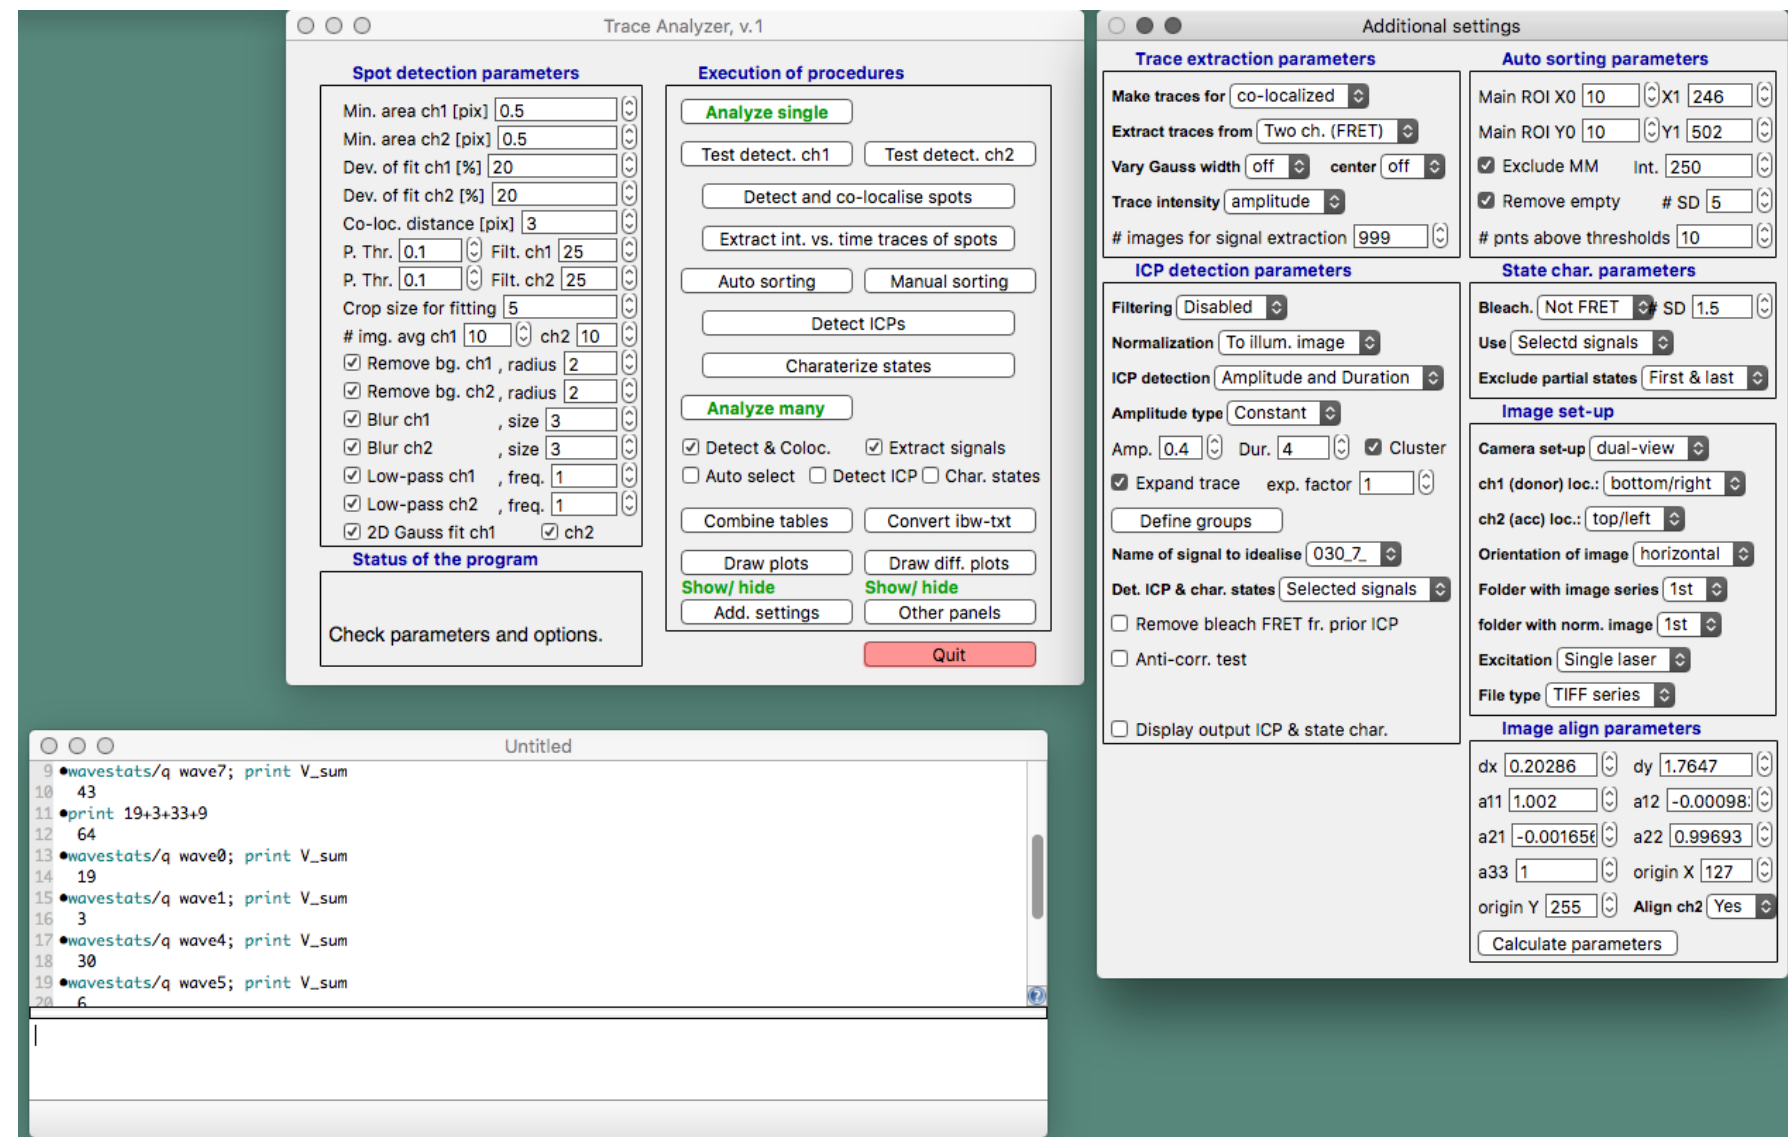 Trace Analyzer, v.1
Spot detection parameters
Min. area ch1 [pix] 0.5
Min. area ch2 [pix] 0.5
Dev. of fit ch1 [%] 20
Dev. of fit ch2 [%] 20
Co-loc. distance [pix] 3
P. Thr. 0.1 Filt. ch1 25
P. Thr. 0.1 Filt. ch2 25
Crop size for fitting 5
# img. avg ch1 10 ch2 10
Remove bg. ch1 , radius 2
Remove bg. ch2 , radius 2
Blur ch1 , size 3
Blur ch2 , size 3
Low-pass ch1 , freq. 1
Low-pass ch2 , freq. 1
2D Gauss fit ch1 ch2
Status of the program
Check parameters and options.
Execution of procedures
Analyze single
Test detect. ch1 Test detect. ch2
Detect and co-localise spots
Extract int. vs. time traces of spots
Auto sorting Manual sorting
Detect ICPs
Charaterize states
Analyze many
Detect & Coloc. Extract signals
Auto select Detect ICP Char. states
Combine tables Convert ibw-txt
Draw plots Draw diff. plots
Show/ hide Show/ hide
Add. settings Other panels
Quit
Additional settings
Trace extraction parameters
Make traces for co-localized
Extract traces from Two ch. (FRET)
Vary Gauss width off center off
Trace intensity amplitude
# images for signal extraction 999
ICP detection parameters
Filtering Disabled
Normalization To illum. image
ICP detection Amplitude and Duration
Amplitude type Constant
Amp. 0.4 Dur. 4 Cluster
Expand trace exp. factor 1
Define groups
Name of signal to idealise 030_7_
Det. ICP & char. states Selected signals
Remove bleach FRET fr. prior ICP
Anti-corr. test
Display output ICP & state char.
Auto sorting parameters
Main ROI X0 10 X1 246
Main ROI Y0 10 Y1 502
Exclude MM Int. 250
Remove empty # SD 5
# pnts above thresholds 10
State char. parameters
Bleach. Not FRET # SD 1.5
Use Selectd signals
Exclude partial states First & last
Image set-up
Camera set-up dual-view
ch1 (donor) loc.: bottom/right
ch2 (acc) loc.: top/left
Orientation of image horizontal
Folder with image series 1st
folder with norm. image 1st
Excitation Single laser
File type TIFF series
Image align parameters
dx 0.20286 dy 1.7647
a11 1.002 a12 -0.00098
a21 -0.00165 a22 0.99693
a33 1 origin X 127
origin Y 255 Align ch2 Yes
Calculate parameters
Untitled
9 •wavestats/q wave7; print V_sum
10 43
11 •print 19+3+33+9
12 64
13 •wavestats/q wave0; print V_sum
14 19
15 •wavestats/q wave1; print V_sum
16 3
17 •wavestats/q wave4; print V_sum
18 30
19 •wavestats/q wave5; print V_sum
20 6